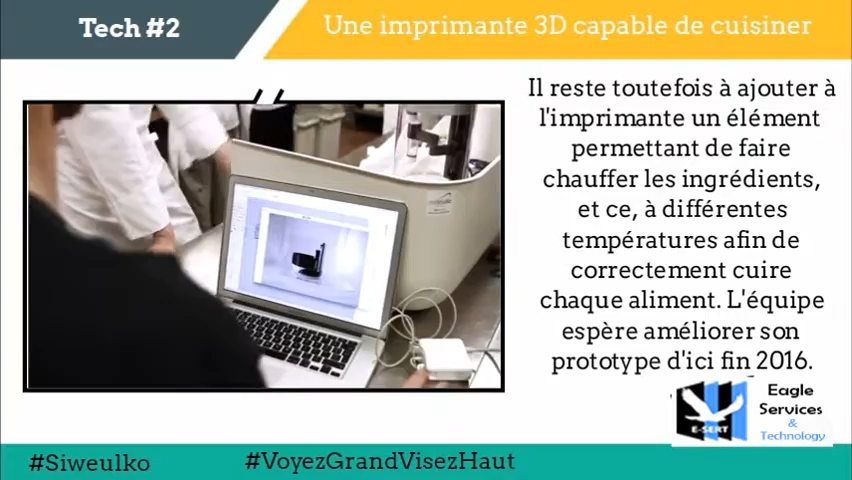 Tech #2
Une imprimante 3D capable de cuisiner
Il reste toutefois à ajouter à
l'imprimante un élément
permettant de faire
chauffer les ingrédients,
et ce, à différentes
températures afin de
correctement cuire
chaque aliment. L'équipe
espère améliorer son
prototype d'ici fin 2016.
Eagle
Services
&
Technology
E-SERT
#Siweulko
#VoyezGrandVisezHaut